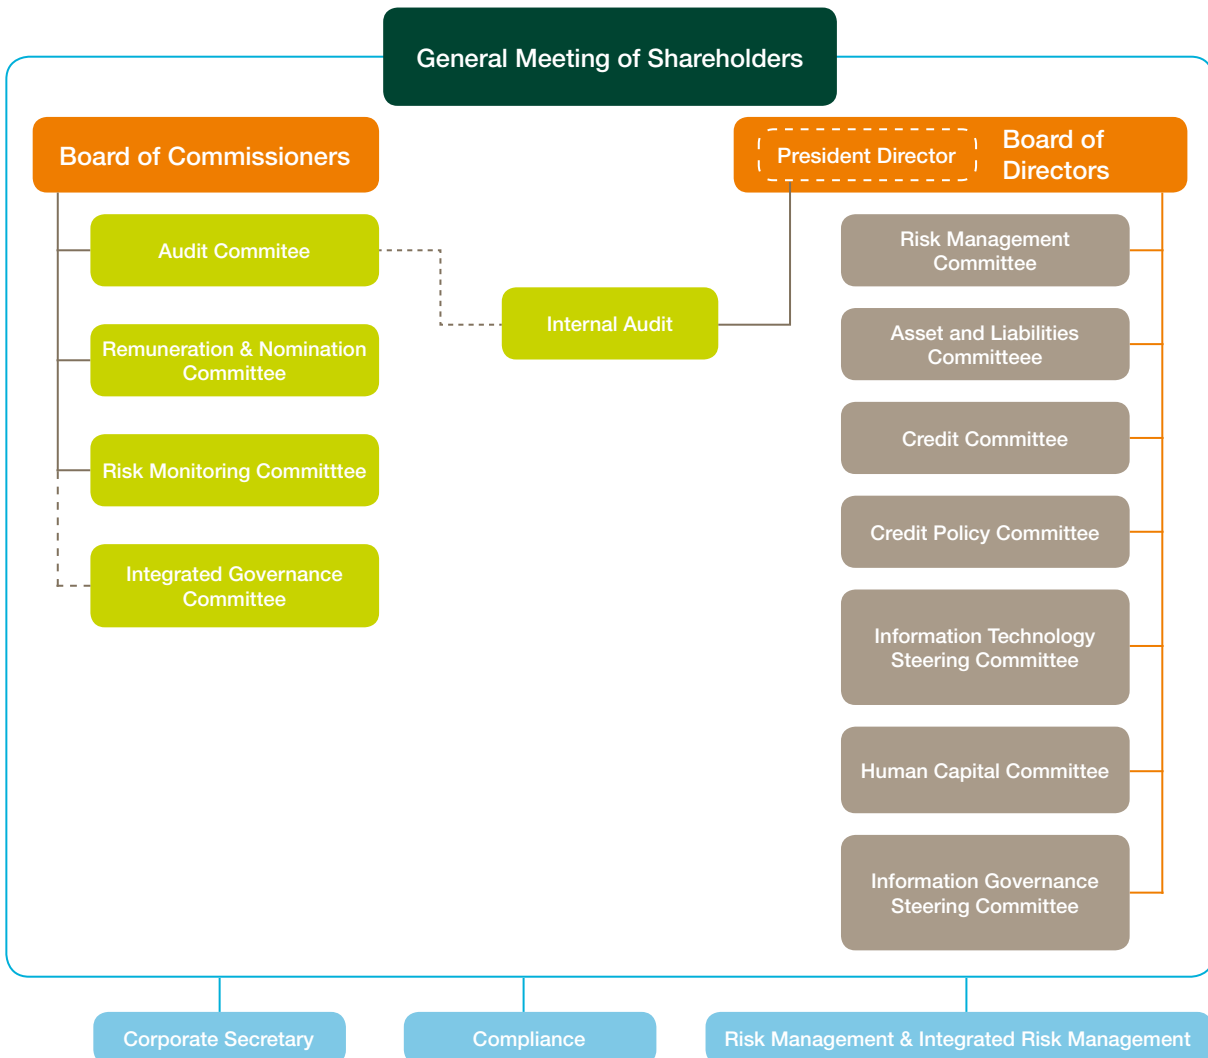 General Meeting of Shareholders
Board of Commissioners
President Director
Board of
Directors
Audit Commitee
Remuneration & Nomination
Committee
Risk Monitoring Committtee
Integrated Governance
Committee
Internal Audit
Risk Management
Committee
Asset and Liabilities
Committeee
Credit Committee
Credit Policy Committee
Information Technology
Steering Committee
Human Capital Committee
Information Governance
Steering Committee
Corporate Secretary
Compliance
Risk Management & Integrated Risk Management